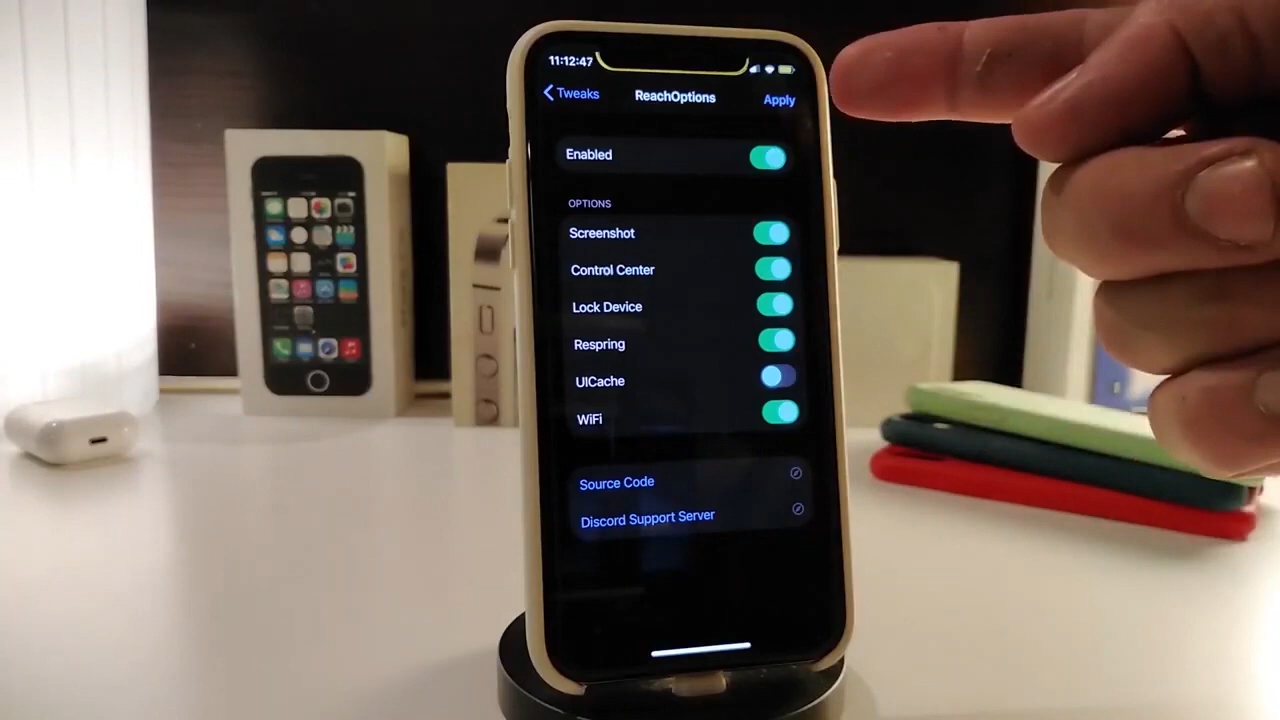 11:12:47
Tweaks
ReachOptions
Apply
Enabled
OPTIONS
Screenshot
Control Center
Lock Device
Respring
UICache
WiFi
Source Code
Discord Support Server